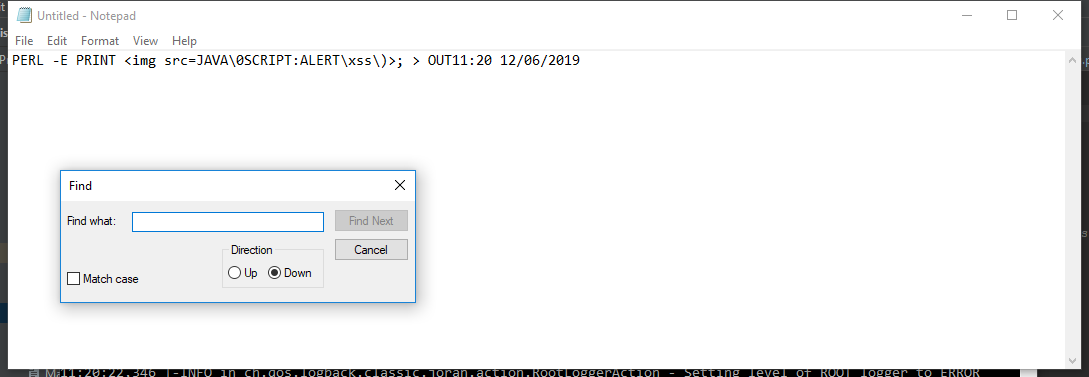 Untitled - Notepad
File Edit Format View Help
PERL -E PRINT <img src=JAVA\0SCRIPT:ALERT\xss\)>; > OUT11:20 12/06/2019
Find
Find what:
Find Next
Cancel
Direction
Up Down
Match case
11:20:22,346 |-INFO in ch.qos.logback.classic.joran.action.RootLoggerAction - Setting level of ROOT logger to ERROR